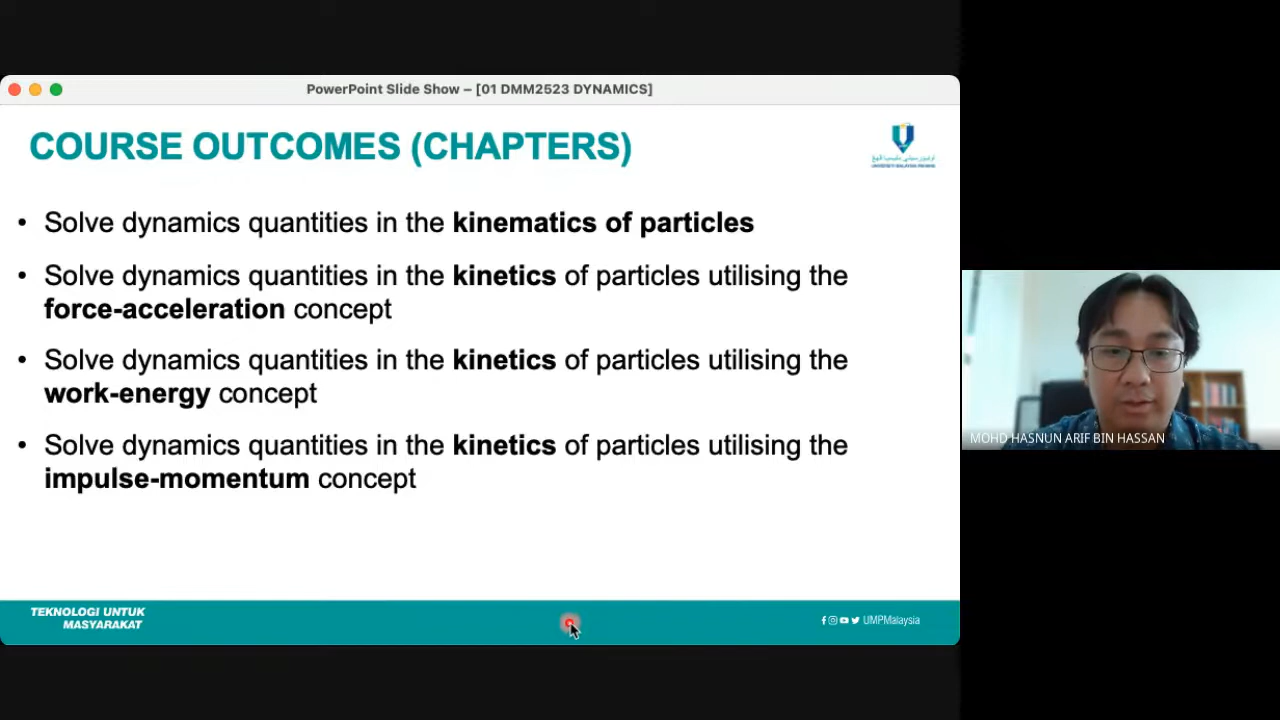 PowerPoint Slide Show – [01 DMM2523 DYNAMICS]
COURSE OUTCOMES (CHAPTERS)
• Solve dynamics quantities in the kinematics of particles
• Solve dynamics quantities in the kinetics of particles utilising the
force-acceleration concept
• Solve dynamics quantities in the kinetics of particles utilising the
work-energy concept
• Solve dynamics quantities in the kinetics of particles utilising the
impulse-momentum concept
MOHD HASNUN ARIF BIN HASSAN
TEKNOLOGI UNTUK
MASYARAKAT
UMPMalaysia